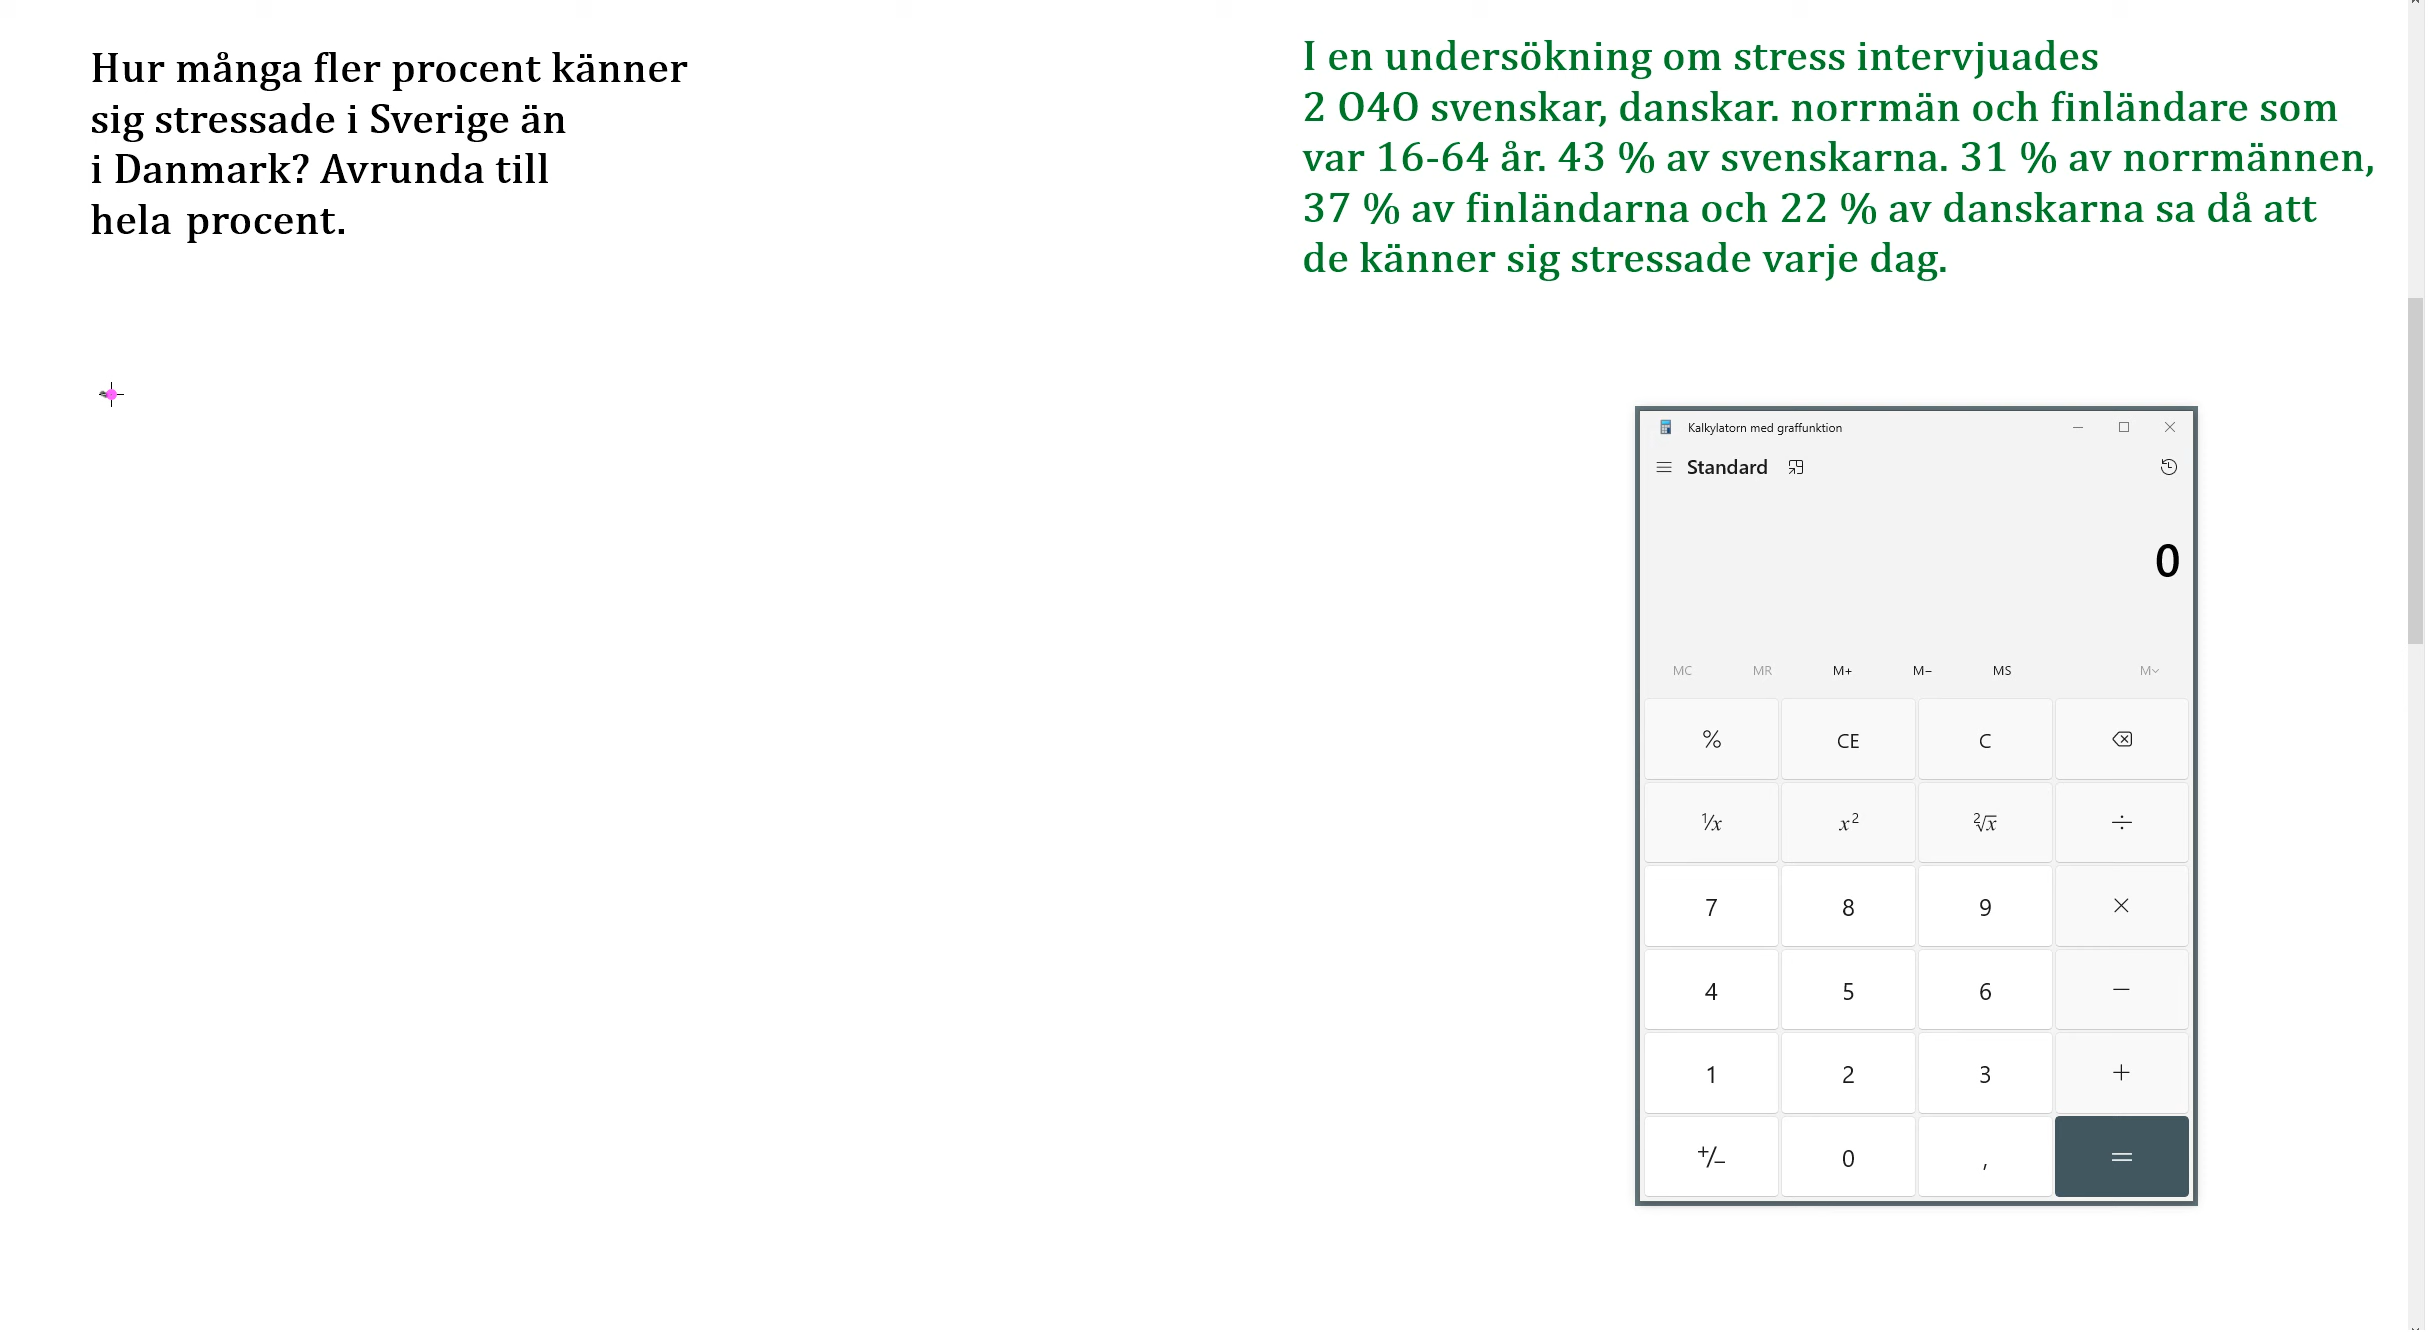 Hur många fler procent känner
sig stressade i Sverige än
i Danmark? Avrunda till
hela procent.
I en undersökning om stress intervjuades
2 O4O svenskar, danskar. norrmän och finländare som
var 16-64 år. 43 % av svenskarna. 31 % av norrmännen,
37 % av finländarna och 22 % av danskarna sa då att
de känner sig stressade varje dag.
Kalkylatorn med graffunktion
Standard
0
MC MR M+ M− MS M
% CE C
1/x x² ²√x ÷
7 8 9 ×
4 5 6 −
1 2 3 +
+/− 0 , =